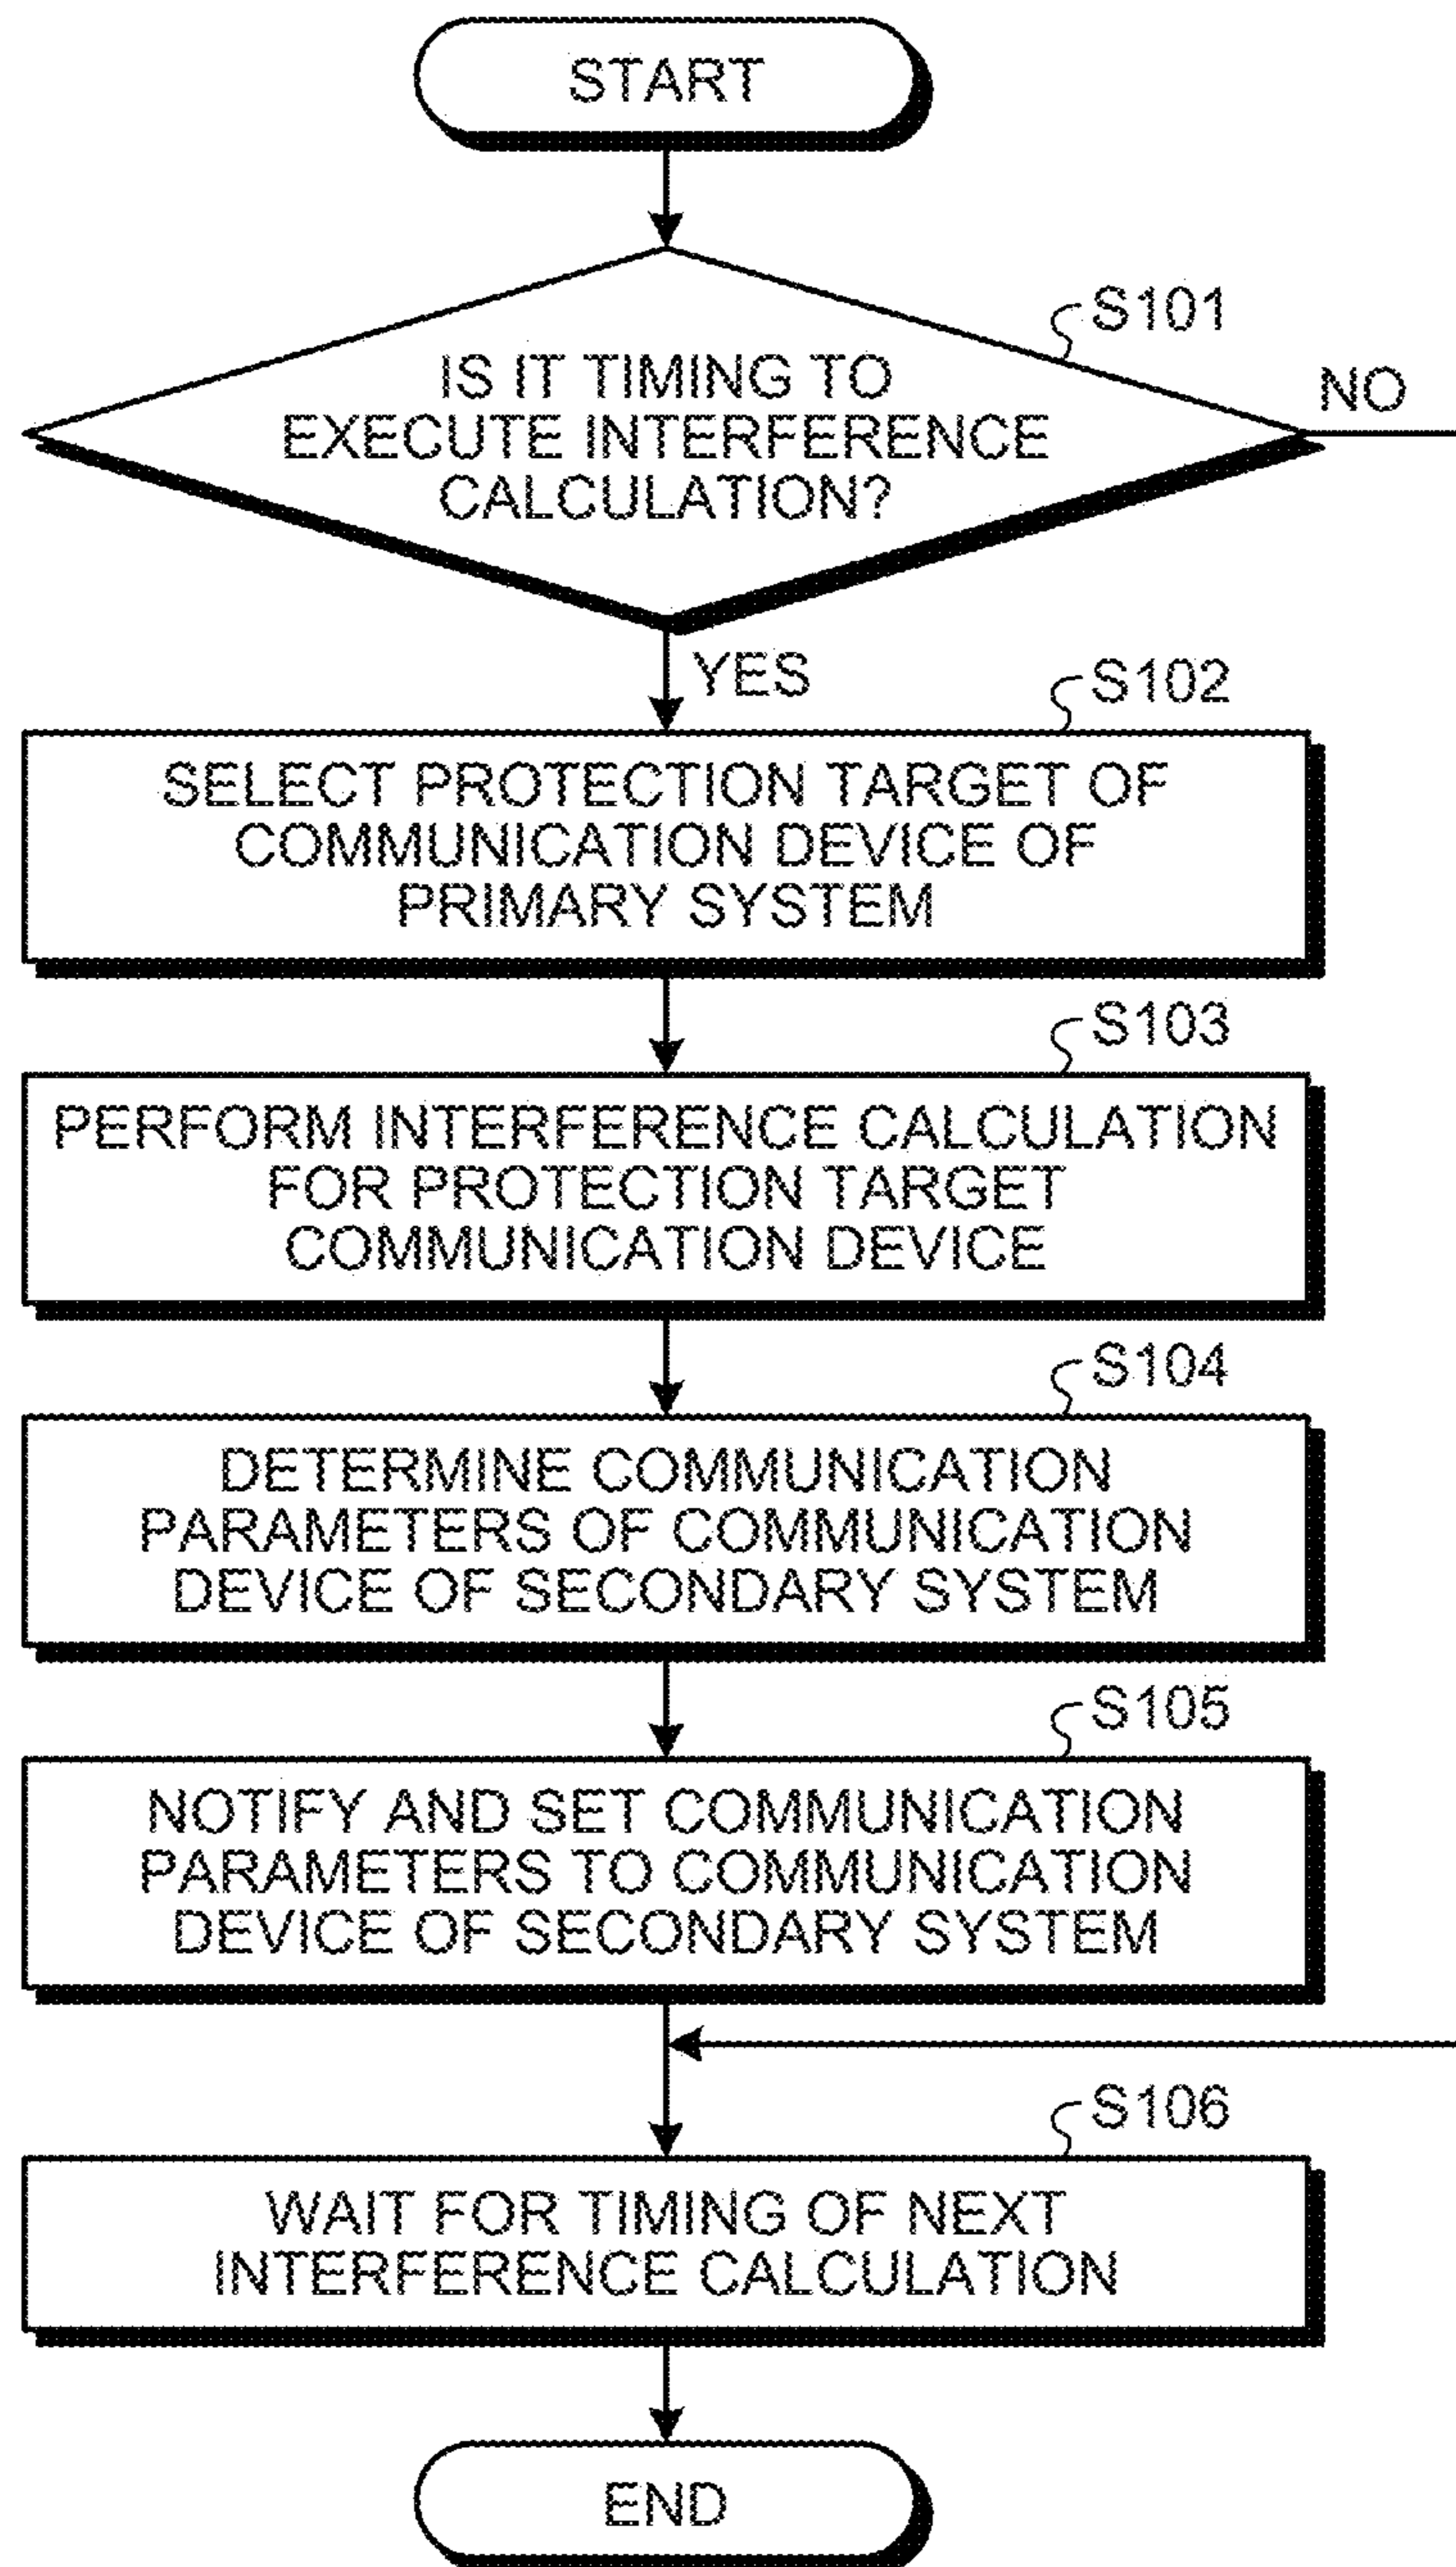 START
S101
IS IT TIMING TO
EXECUTE INTERFERENCE
CALCULATION?
NO
YES
S102
SELECT PROTECTION TARGET OF
COMMUNICATION DEVICE OF
PRIMARY SYSTEM
S103
PERFORM INTERFERENCE CALCULATION
FOR PROTECTION TARGET
COMMUNICATION DEVICE
S104
DETERMINE COMMUNICATION
PARAMETERS OF COMMUNICATION
DEVICE OF SECONDARY SYSTEM
S105
NOTIFY AND SET COMMUNICATION
PARAMETERS TO COMMUNICATION
DEVICE OF SECONDARY SYSTEM
S106
WAIT FOR TIMING OF NEXT
INTERFERENCE CALCULATION
END